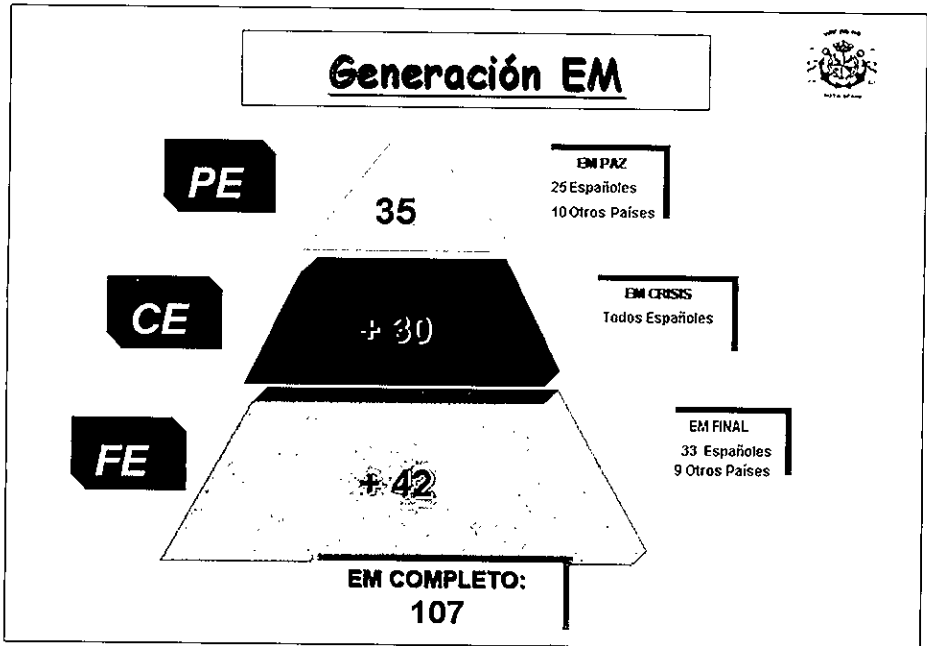 Generación EM
PE
35
EM PAZ
25 Españoles
10 Otros Países
CE
+ 30
EM CRISIS
Todos Españoles
FE
+ 42
EM FINAL
33 Españoles
9 Otros Países
EM COMPLETO:
107